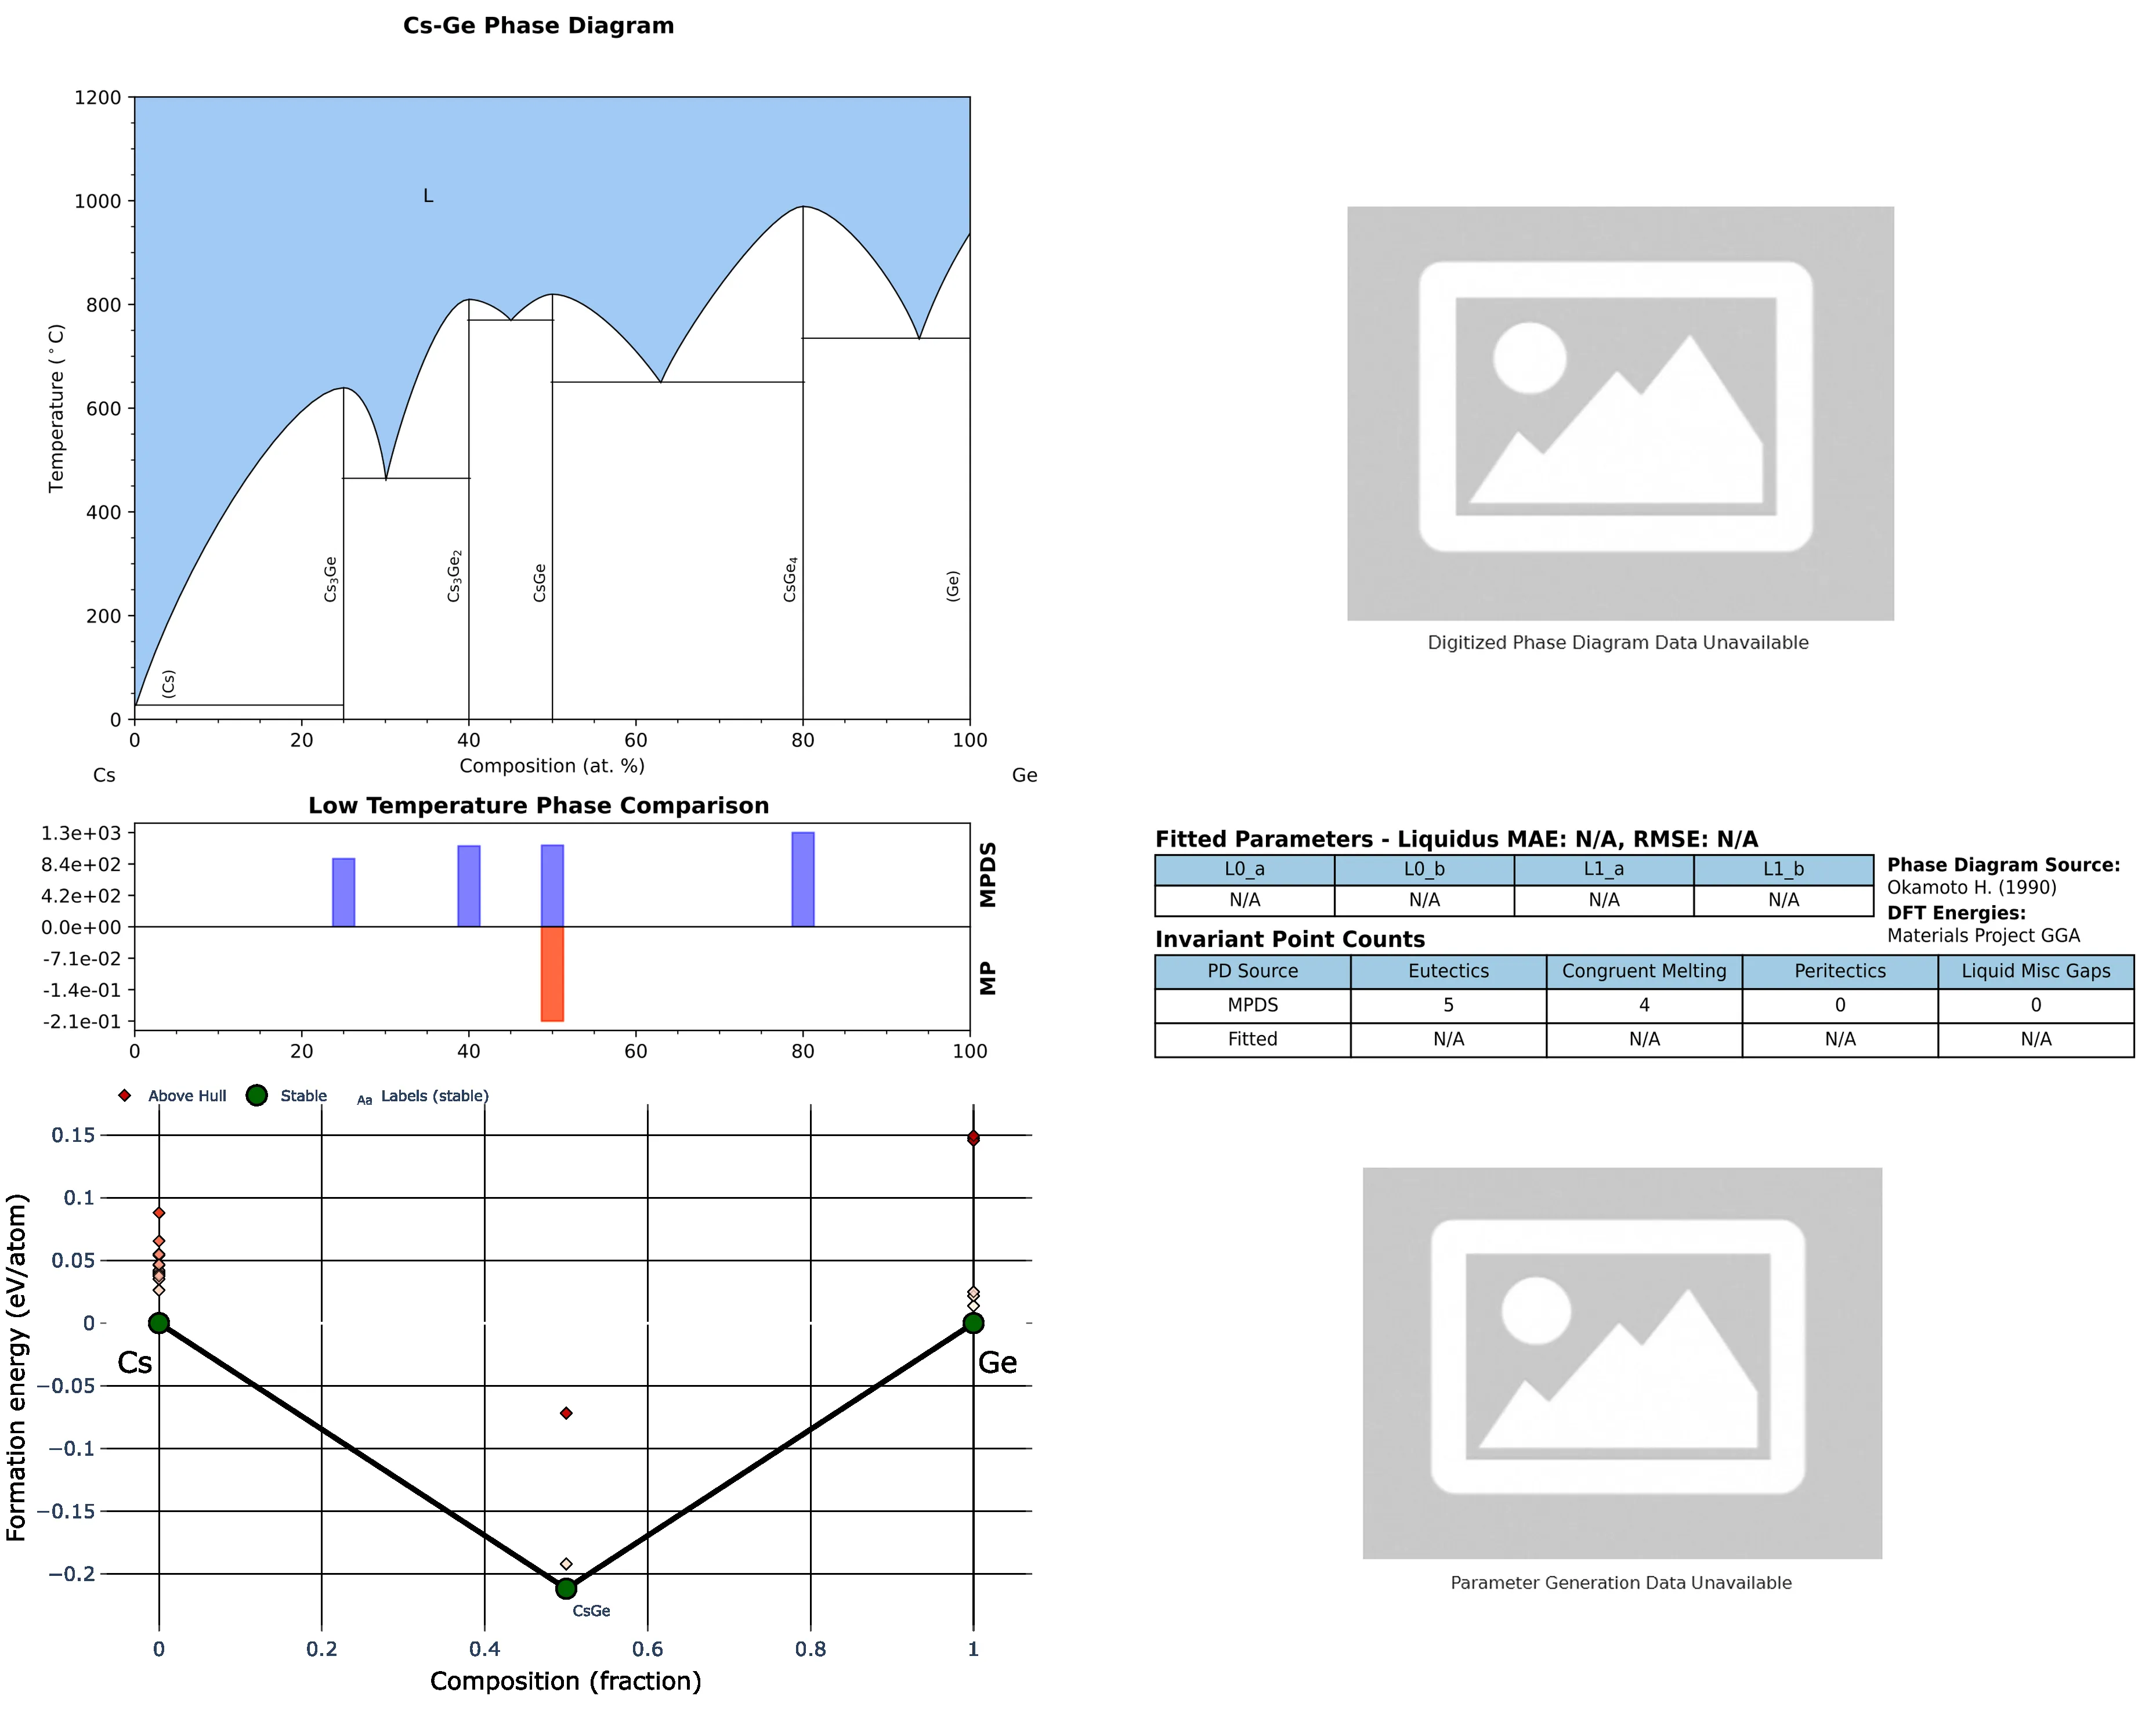 Cs-Ge Phase Diagram
1200
1000
800
600
400
200
0
Temperature (°C)
L
(Cs)
Cs₃Ge
Cs₃Ge₂
CsGe
CsGe₄
(Ge)
0 20 40 60 80 100
Composition (at. %)
Cs Ge
Digitized Phase Diagram Data Unavailable
Low Temperature Phase Comparison
1.3e+03
8.4e+02
4.2e+02
0.0e+00
-7.1e-02
-1.4e-01
-2.1e-01
MPDS
MP
0 20 40 60 80 100
Fitted Parameters - Liquidus MAE: N/A, RMSE: N/A
L0_a L0_b L1_a L1_b
N/A N/A N/A N/A
Phase Diagram Source:
Okamoto H. (1990)
DFT Energies:
Materials Project GGA
Invariant Point Counts
PD Source Eutectics Congruent Melting Peritectics Liquid Misc Gaps
MPDS 5 4 0 0
Fitted N/A N/A N/A N/A
Above Hull Stable Aa Labels (stable)
0.15
0.1
0.05
0
−0.05
−0.1
−0.15
−0.2
Formation energy (eV/atom)
Cs
Ge
CsGe
0 0.2 0.4 0.6 0.8 1
Composition (fraction)
Parameter Generation Data Unavailable